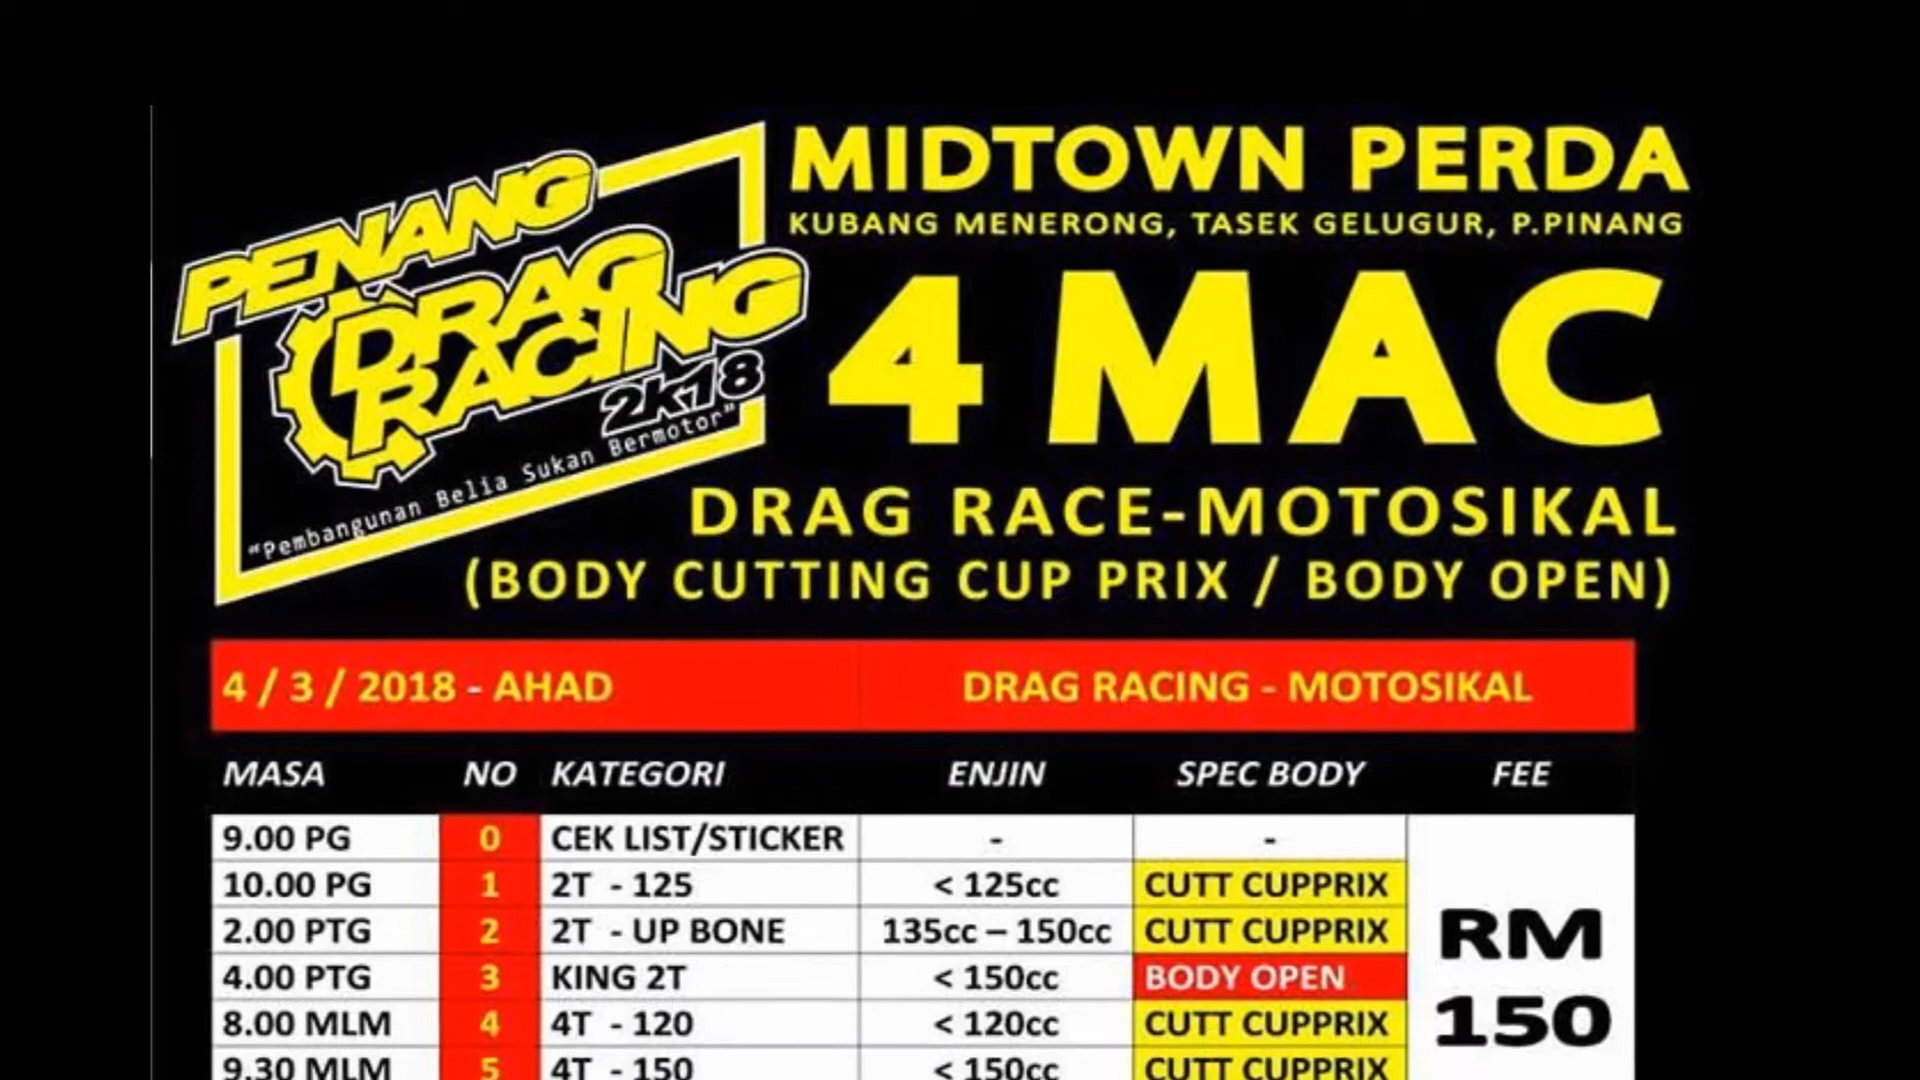 PENANG
DRAG
RACING
2K18
"Pembangunan Belia Sukan Bermotor"
MIDTOWN PERDA
KUBANG MENERONG, TASEK GELUGUR, P.PINANG
4 MAC
DRAG RACE-MOTOSIKAL
(BODY CUTTING CUP PRIX / BODY OPEN)
4 / 3 / 2018 - AHAD DRAG RACING - MOTOSIKAL
MASA NO KATEGORI ENJIN SPEC BODY FEE
9.00 PG 0 CEK LIST/STICKER - -
10.00 PG 1 2T - 125 < 125cc CUTT CUPPRIX
2.00 PTG 2 2T - UP BONE 135cc – 150cc CUTT CUPPRIX
4.00 PTG 3 KING 2T < 150cc BODY OPEN
8.00 MLM 4 4T - 120 < 120cc CUTT CUPPRIX
9.30 MLM 5 4T - 150 < 150cc CUTT CUPPRIX
RM
150